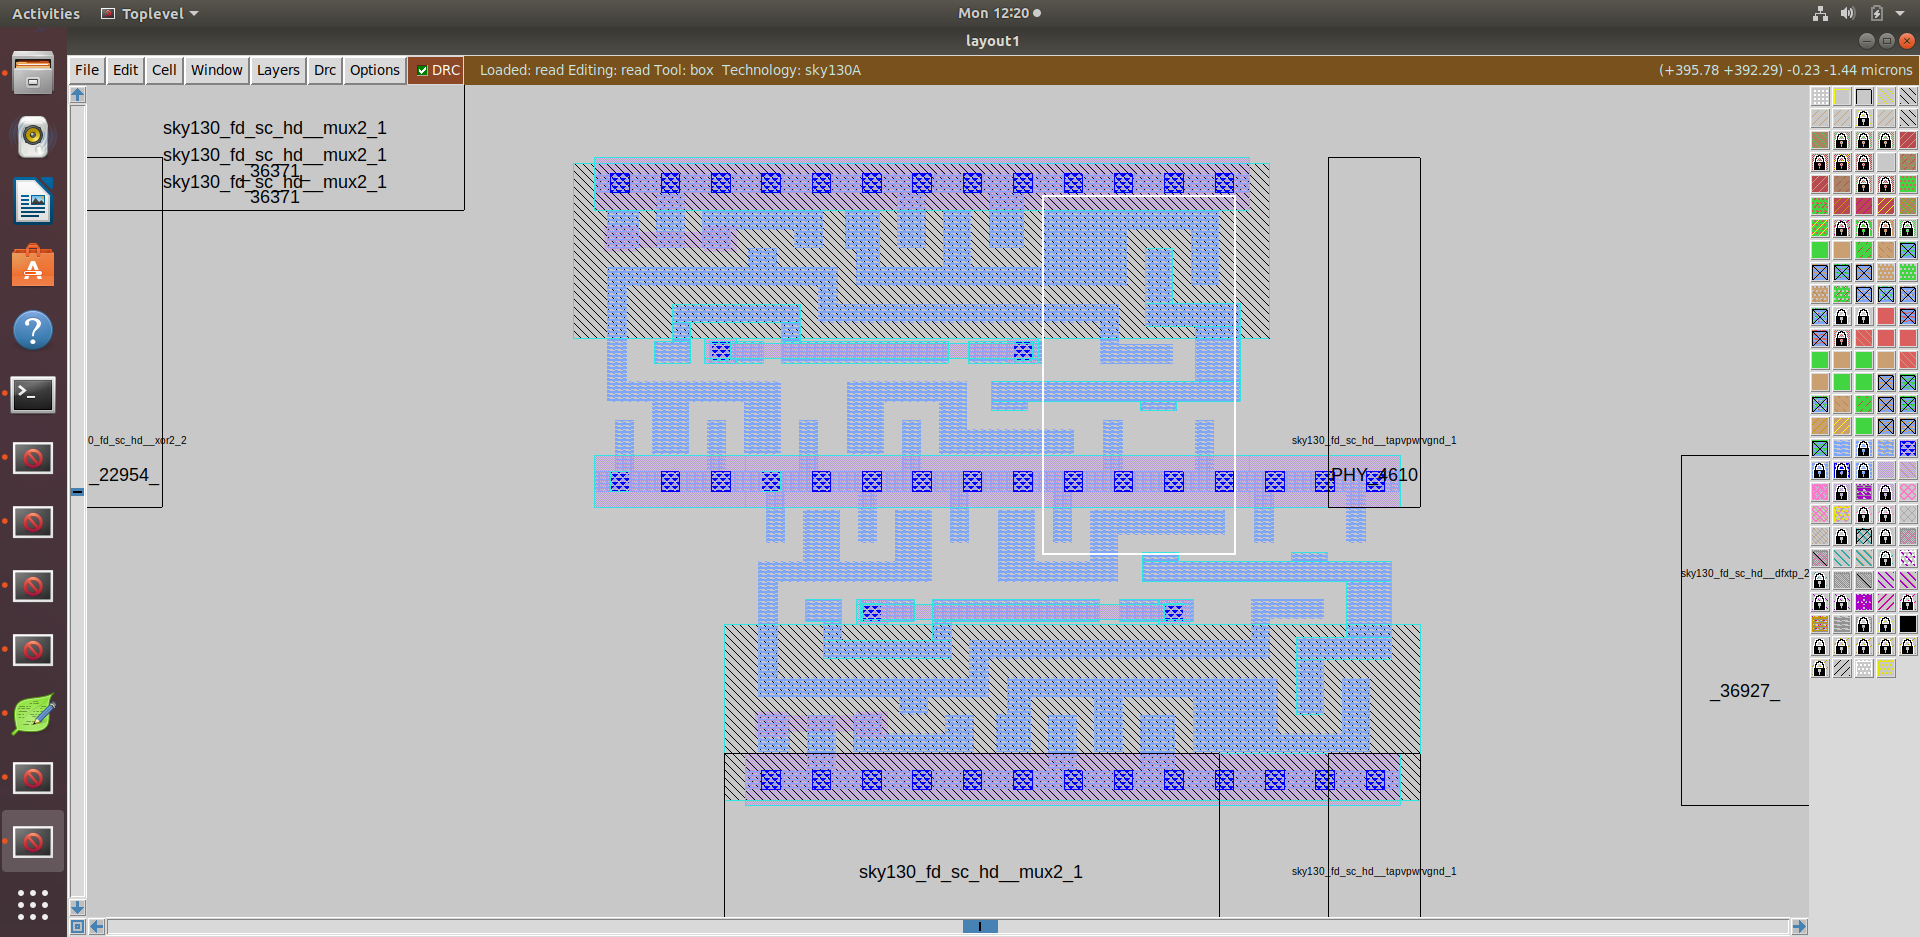 Activities Toplevel Mon 12:20
layout1
File Edit Cell Window Layers Drc Options DRC Loaded: read Editing: read Tool: box Technology: sky130A (+395.78 +392.29) -0.23 -1.44 microns
sky130_fd_sc_hd__mux2_1
sky130_fd_sc_hd__mux2_1
_36371_
sky130_fd_sc_hd__mux2_1
36371
0_fd_sc_hd__xor2_2
sky130_fd_sc_hd__tapvpwrvgnd_1
_22954_
PHY_4610
sky130_fd_sc_hd__dfxtp_2
_36927_
sky130_fd_sc_hd__mux2_1
sky130_fd_sc_hd__tapvpwrvgnd_1